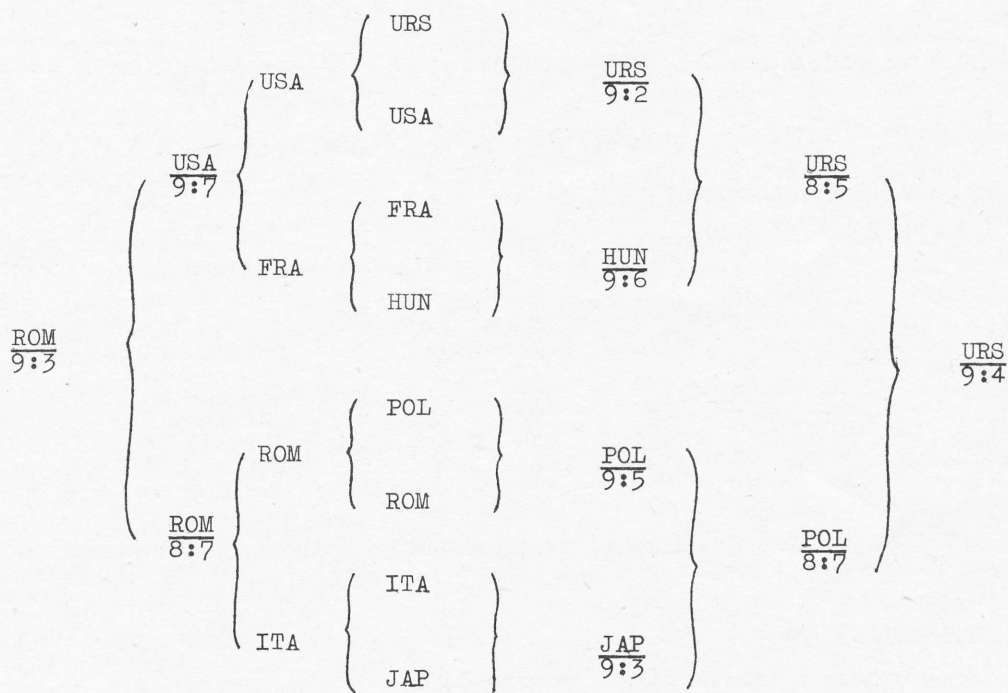 URS
USA URS
9:2
USA
USA URS
9:7 8:5
FRA
FRA HUN
9:6
HUN
ROM URS
9:3 9:4
POL
ROM POL
9:5
ROM
ROM POL
8:7 8:7
ITA
ITA JAP
9:3
JAP